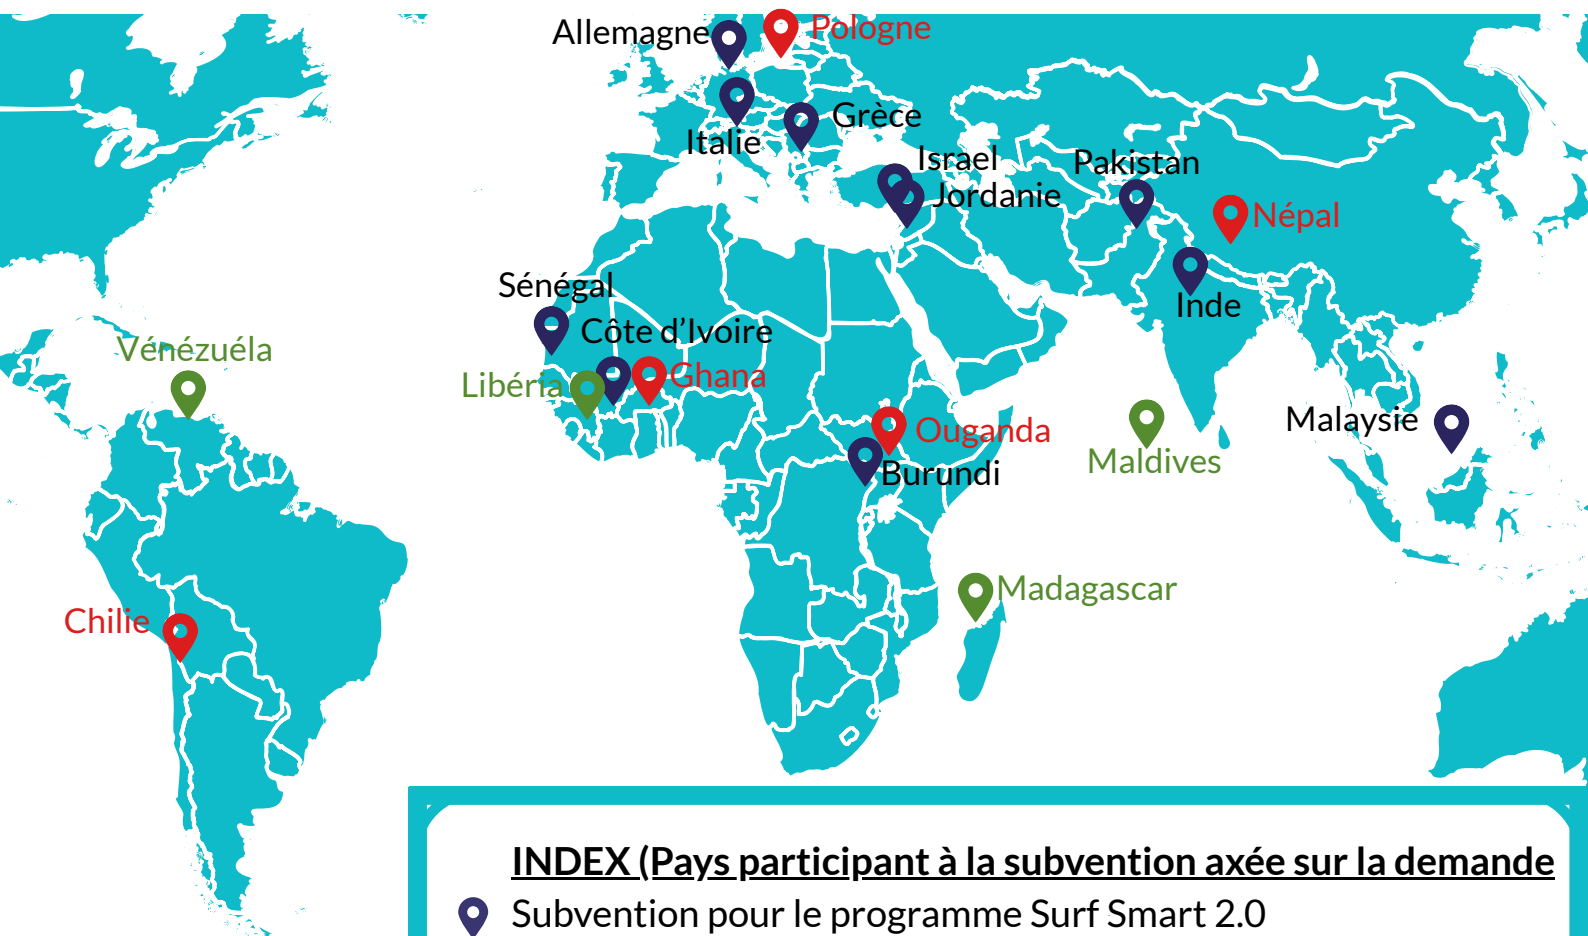 Allemagne
Pologne
Grèce
Italie
Israel
Pakistan
Jordanie
Népal
Sénégal
Inde
Côte d’Ivoire
Vénézuéla
Ghana
Libéria
Malaysie
Ouganda
Maldives
Burundi
Madagascar
Chilie
INDEX (Pays participant à la subvention axée sur la demande
Subvention pour le programme Surf Smart 2.0